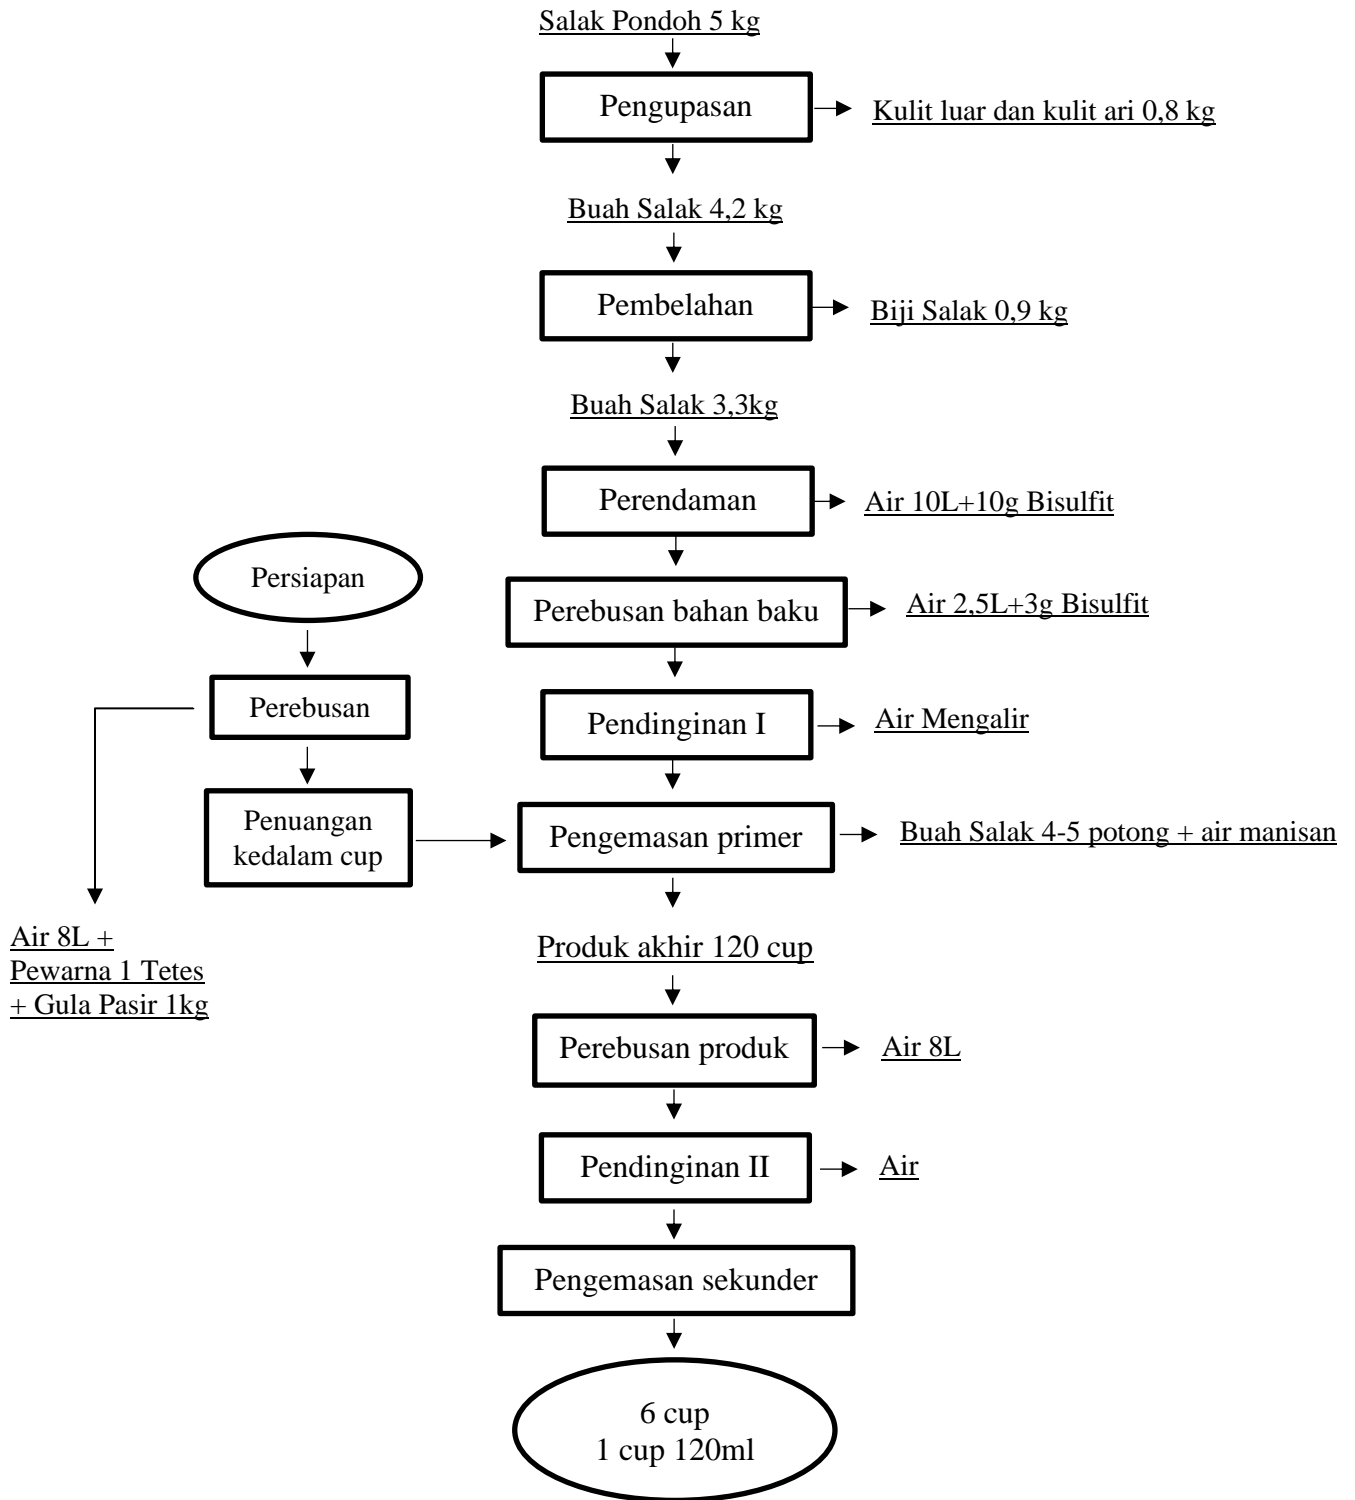 Salak Pondoh 5 kg
Pengupasan
Kulit luar dan kulit ari 0,8 kg
Buah Salak 4,2 kg
Pembelahan
Biji Salak 0,9 kg
Buah Salak 3,3kg
Perendaman
Air 10L+10g Bisulfit
Persiapan
Perebusan bahan baku
Air 2,5L+3g Bisulfit
Perebusan
Pendinginan I
Air Mengalir
Penuangan
kedalam cup
Pengemasan primer
Buah Salak 4-5 potong + air manisan
Air 8L +
Pewarna 1 Tetes
+ Gula Pasir 1kg
Produk akhir 120 cup
Perebusan produk
Air 8L
Pendinginan II
Air
Pengemasan sekunder
6 cup
1 cup 120ml